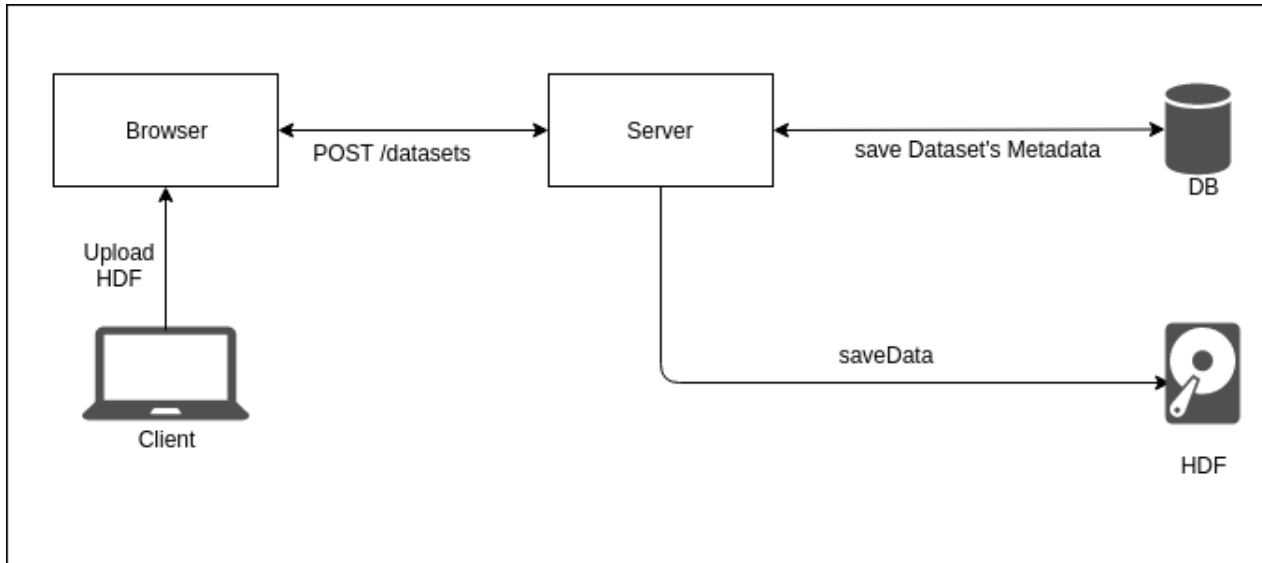 Browser
Server
POST /datasets
save Dataset's Metadata
DB
Upload
HDF
saveData
Client
HDF